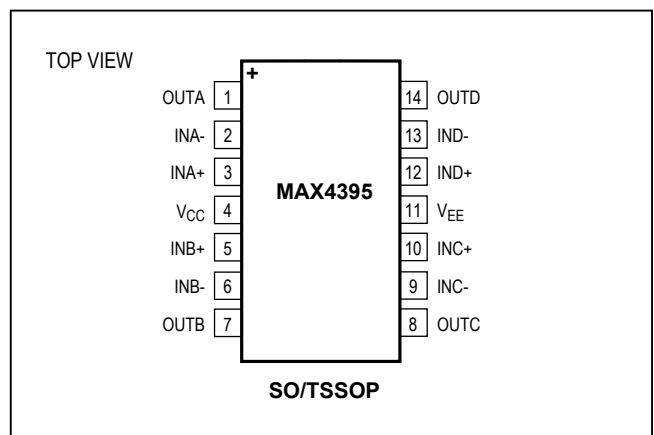 TOP VIEW
+
OUTA 1
14 OUTD
INA- 2
13 IND-
INA+ 3
12 IND+
MAX4395
VCC 4
11 VEE
INB+ 5
10 INC+
INB- 6
9 INC-
OUTB 7
8 OUTC
SO/TSSOP